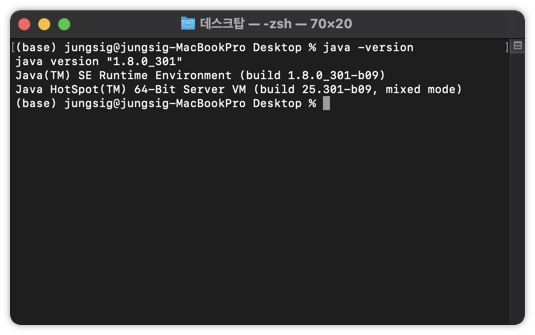 데스크탑 — -zsh — 70×20
[(base) jungsig@jungsig-MacBookPro Desktop % java -version ]
java version "1.8.0_301"
Java(TM) SE Runtime Environment (build 1.8.0_301-b09)
Java HotSpot(TM) 64-Bit Server VM (build 25.301-b09, mixed mode)
(base) jungsig@jungsig-MacBookPro Desktop %